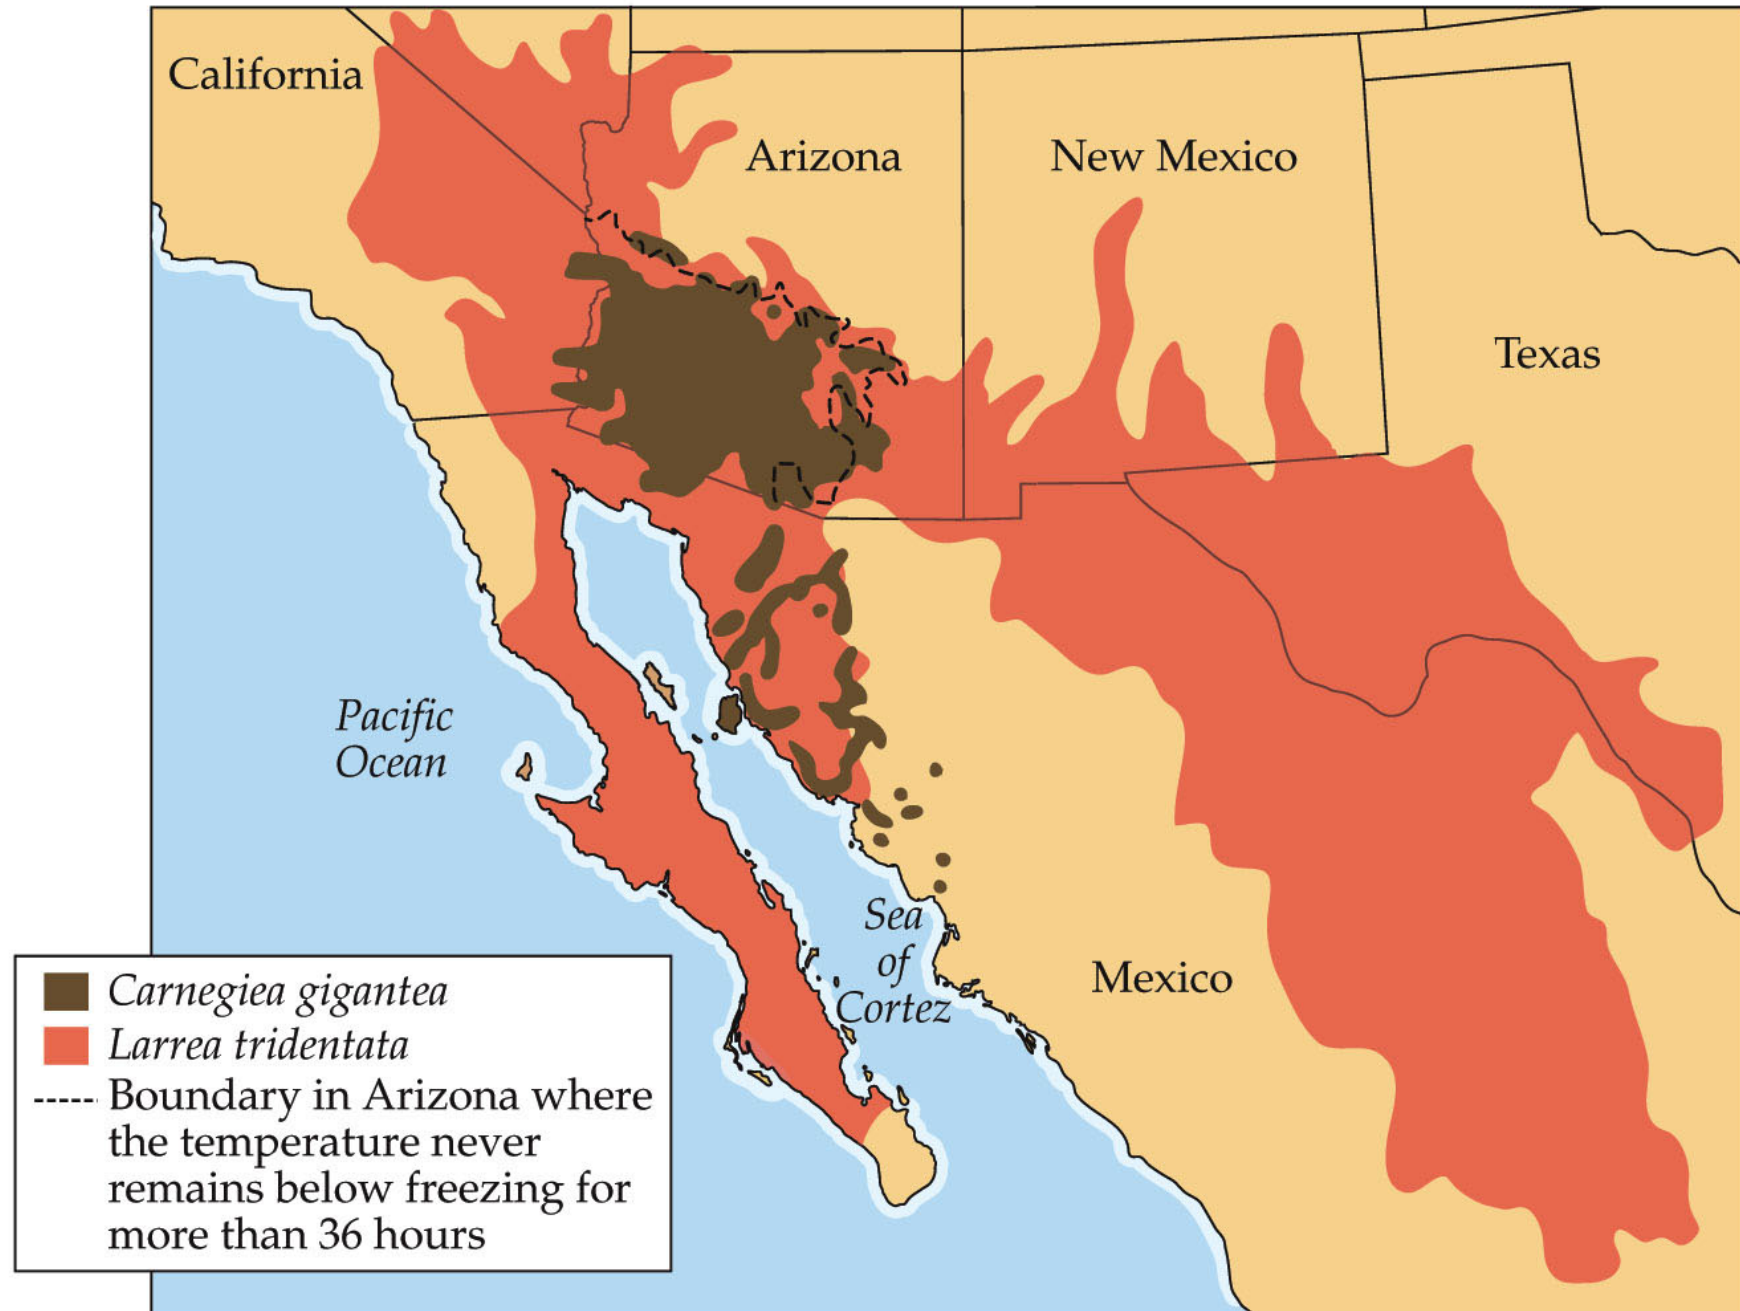 California
Arizona
New Mexico
Texas
Pacific
Ocean
Sea
of
Cortez
Mexico
Carnegiea gigantea
Larrea tridentata
Boundary in Arizona where
the temperature never
remains below freezing for
more than 36 hours